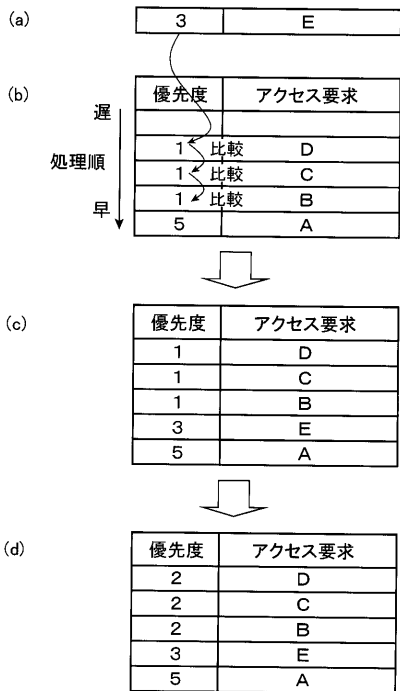 (a)
3 E
(b)
優先度 アクセス要求
遅
処理順
早
1 比較 D
1 比較 C
1 比較 B
5 A
(c)
優先度 アクセス要求
1 D
1 C
1 B
3 E
5 A
(d)
優先度 アクセス要求
2 D
2 C
2 B
3 E
5 A